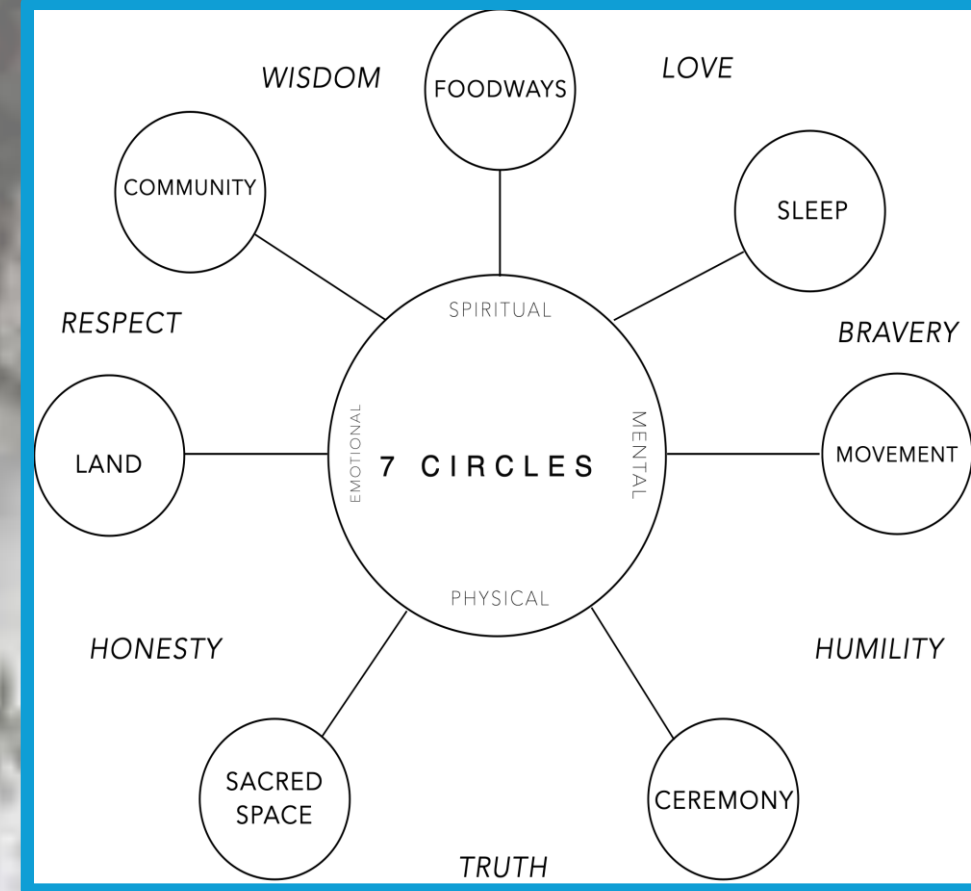 WISDOM
FOODWAYS
LOVE
COMMUNITY
SLEEP
SPIRITUAL
RESPECT
BRAVERY
LAND
EMOTIONAL
7 CIRCLES
MENTAL
MOVEMENT
PHYSICAL
HONESTY
HUMILITY
SACRED
SPACE
CEREMONY
TRUTH